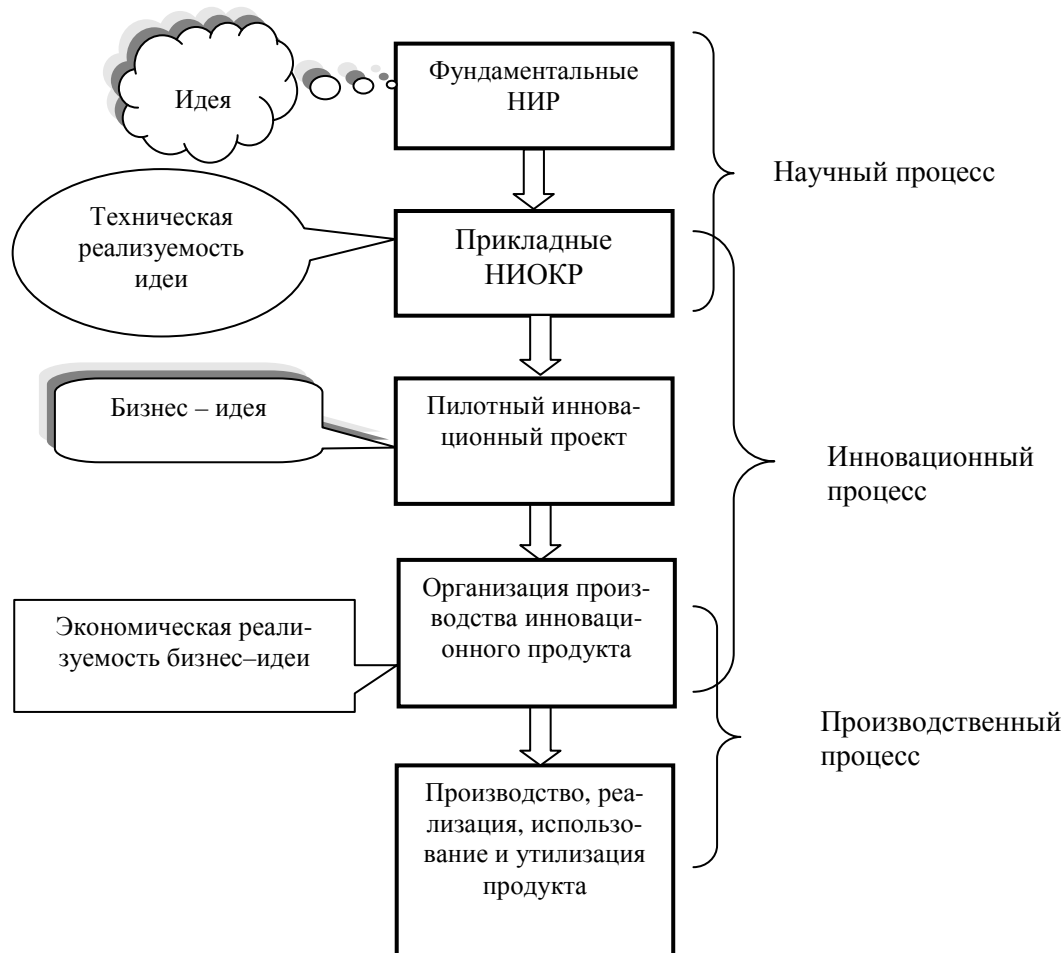 Идея
Фундаментальные
НИР
Научный процесс
Техническая
реализуемость
идеи
Прикладные
НИОКР
Бизнес – идея
Пилотный иннова-
ционный проект
Инновационный
процесс
Экономическая реали-
зуемость бизнес–идеи
Организация произ-
водства инноваци-
онного продукта
Производственный
процесс
Производство, реа-
лизация, использо-
вание и утилизация
продукта